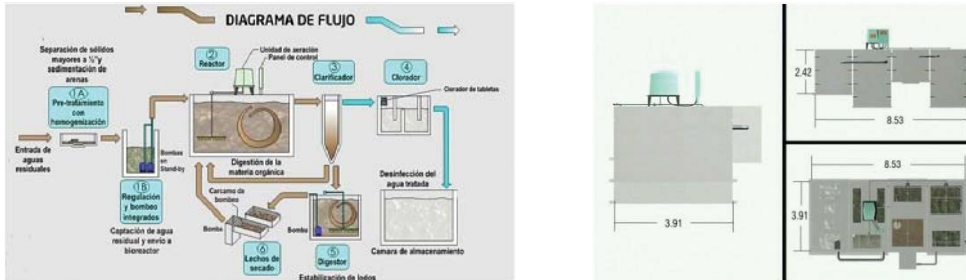 DIAGRAMA DE FLUJO
Separación de sólidos
mayores a ½" y
sedimentación de
arenas
1A
Pre-tratamiento
con
homogenización
Entrada de
aguas
residuales
1B
Regulación
y bombeo
integrados
Captación de agua
residual y envío a
bioreactor
Bombas
en
Stand-by
2
Reactor
Unidad de aeración
Panel de control
Digestión de la
materia orgánica
3
Clarificador
4
Clorador
Clorador de tabletas
Desinfección del
agua tratada
Camara de almacenamiento
Carcamo de
bombeo
Bomba
6
Lechos de
secado
Bomba
5
Digestor
Estabilización de lodos
3.91
2.42
8.53
8.53
3.91